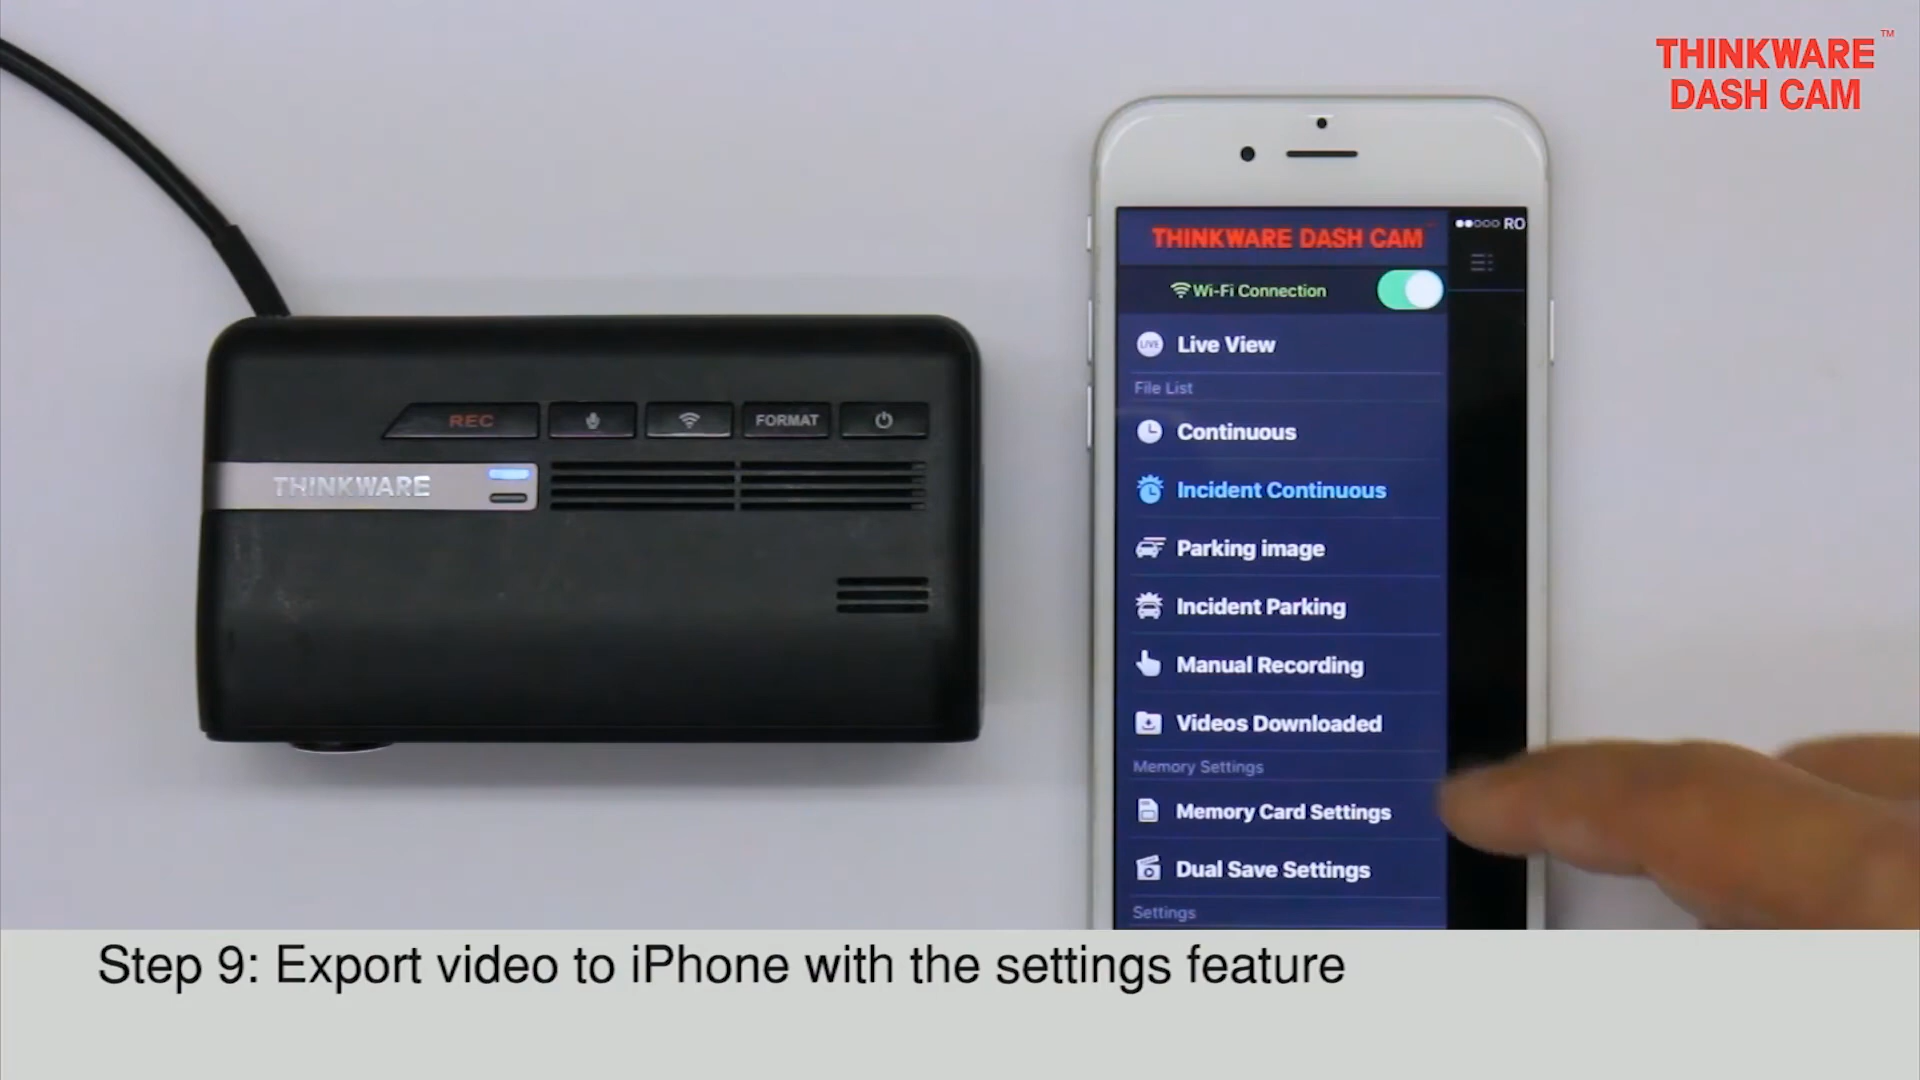 THINKWARE™
DASH CAM
REC
FORMAT
THINKWARE
THINKWARE DASH CAM
RO
Wi-Fi Connection
LIVE
Live View
File List
Continuous
Incident Continuous
Parking image
Incident Parking
Manual Recording
Videos Downloaded
Memory Settings
Memory Card Settings
Dual Save Settings
Settings
Step 9: Export video to iPhone with the settings feature